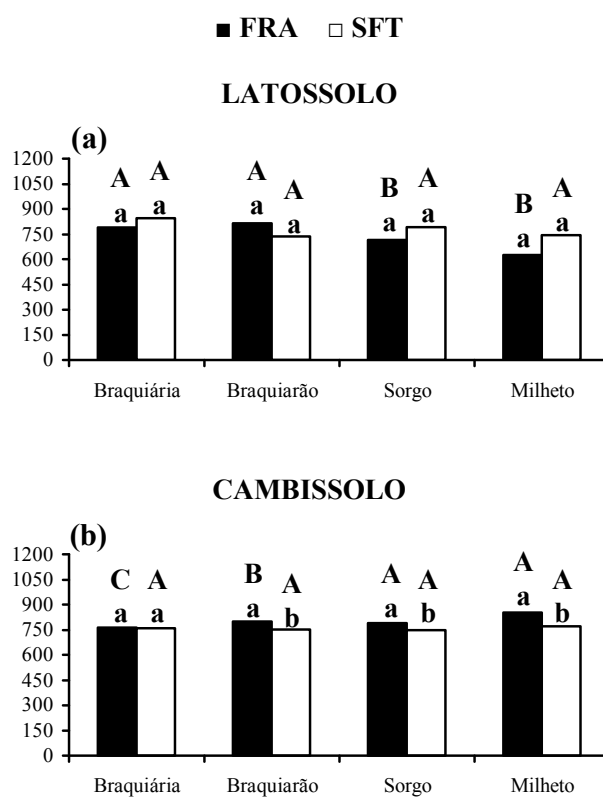 ■ FRA □ SFT
LATOSSOLO
(a)
1200
1050
900
750
600
450
300
150
0
A A A A B A B A
a a a a a a a a
Braquiária Braquiarão Sorgo Milheto
CAMBISSOLO
(b)
1200
1050
900
750
600
450
300
150
0
C A B A A A A A
a a a b a b a b
Braquiária Braquiarão Sorgo Milheto